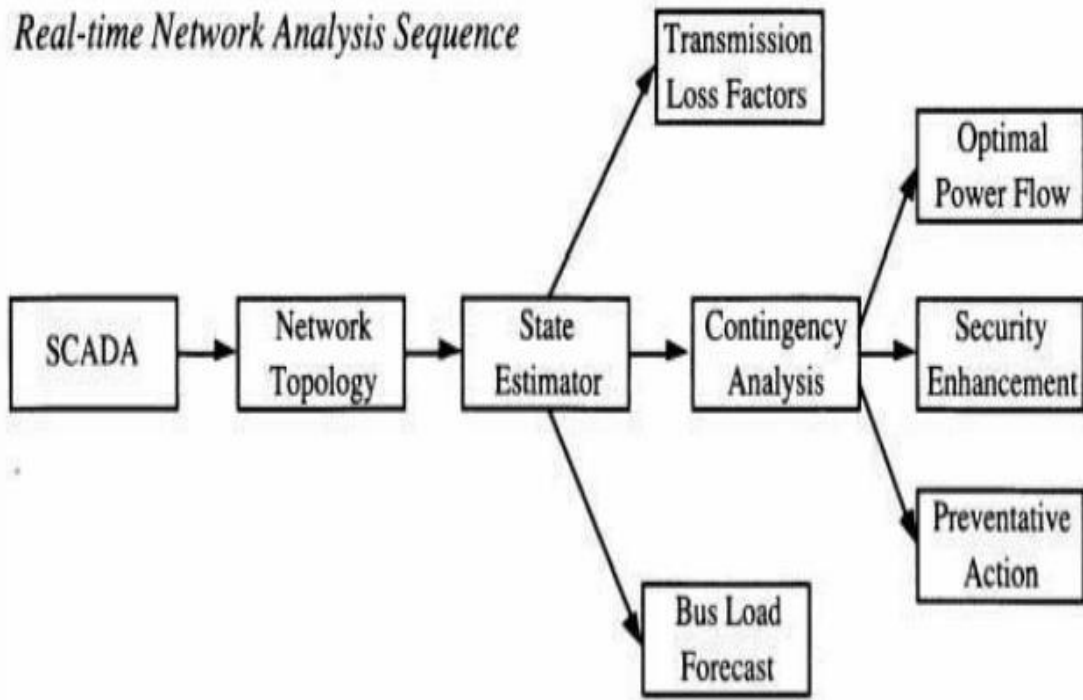 Real-time Network Analysis Sequence
Transmission
Loss Factors
Optimal
Power Flow
SCADA
Network
Topology
State
Estimator
Contingency
Analysis
Security
Enhancement
Preventative
Action
Bus Load
Forecast